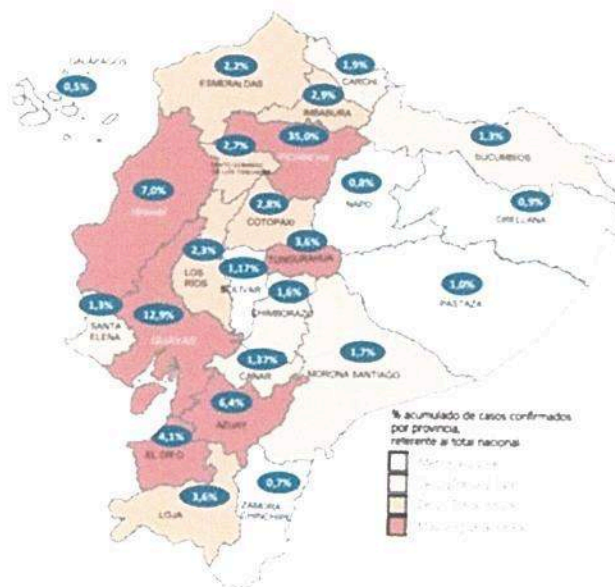 GALÁPAGOS
0,5%
2,2%
ESMERALDAS
1,9%
CARCHI
2,9%
IMBABURA
35,0%
PICHINCHA
2,7%
1,3%
SUCUMBIOS
7,0%
MANABI
0,8%
NAPO
0,9%
ORELLANA
2,8%
COTOPAXI
3,6%
TUNGURAHUA
2,3%
LOS
RIOS
1,17%
BOLIVAR
1,6%
CHIMBORAZO
1,0%
PASTAZA
1,3%
SANTA
ELENA
12,9%
GUAYAS
1,37%
CAÑAR
1,7%
MORONA SANTIAGO
6,4%
AZUAY
4,1%
EL ORO
3,6%
LOJA
0,7%
ZAMORA
CHINCHIPE
% acumulado de casos confirmados
por provincia,
referente al total nacional